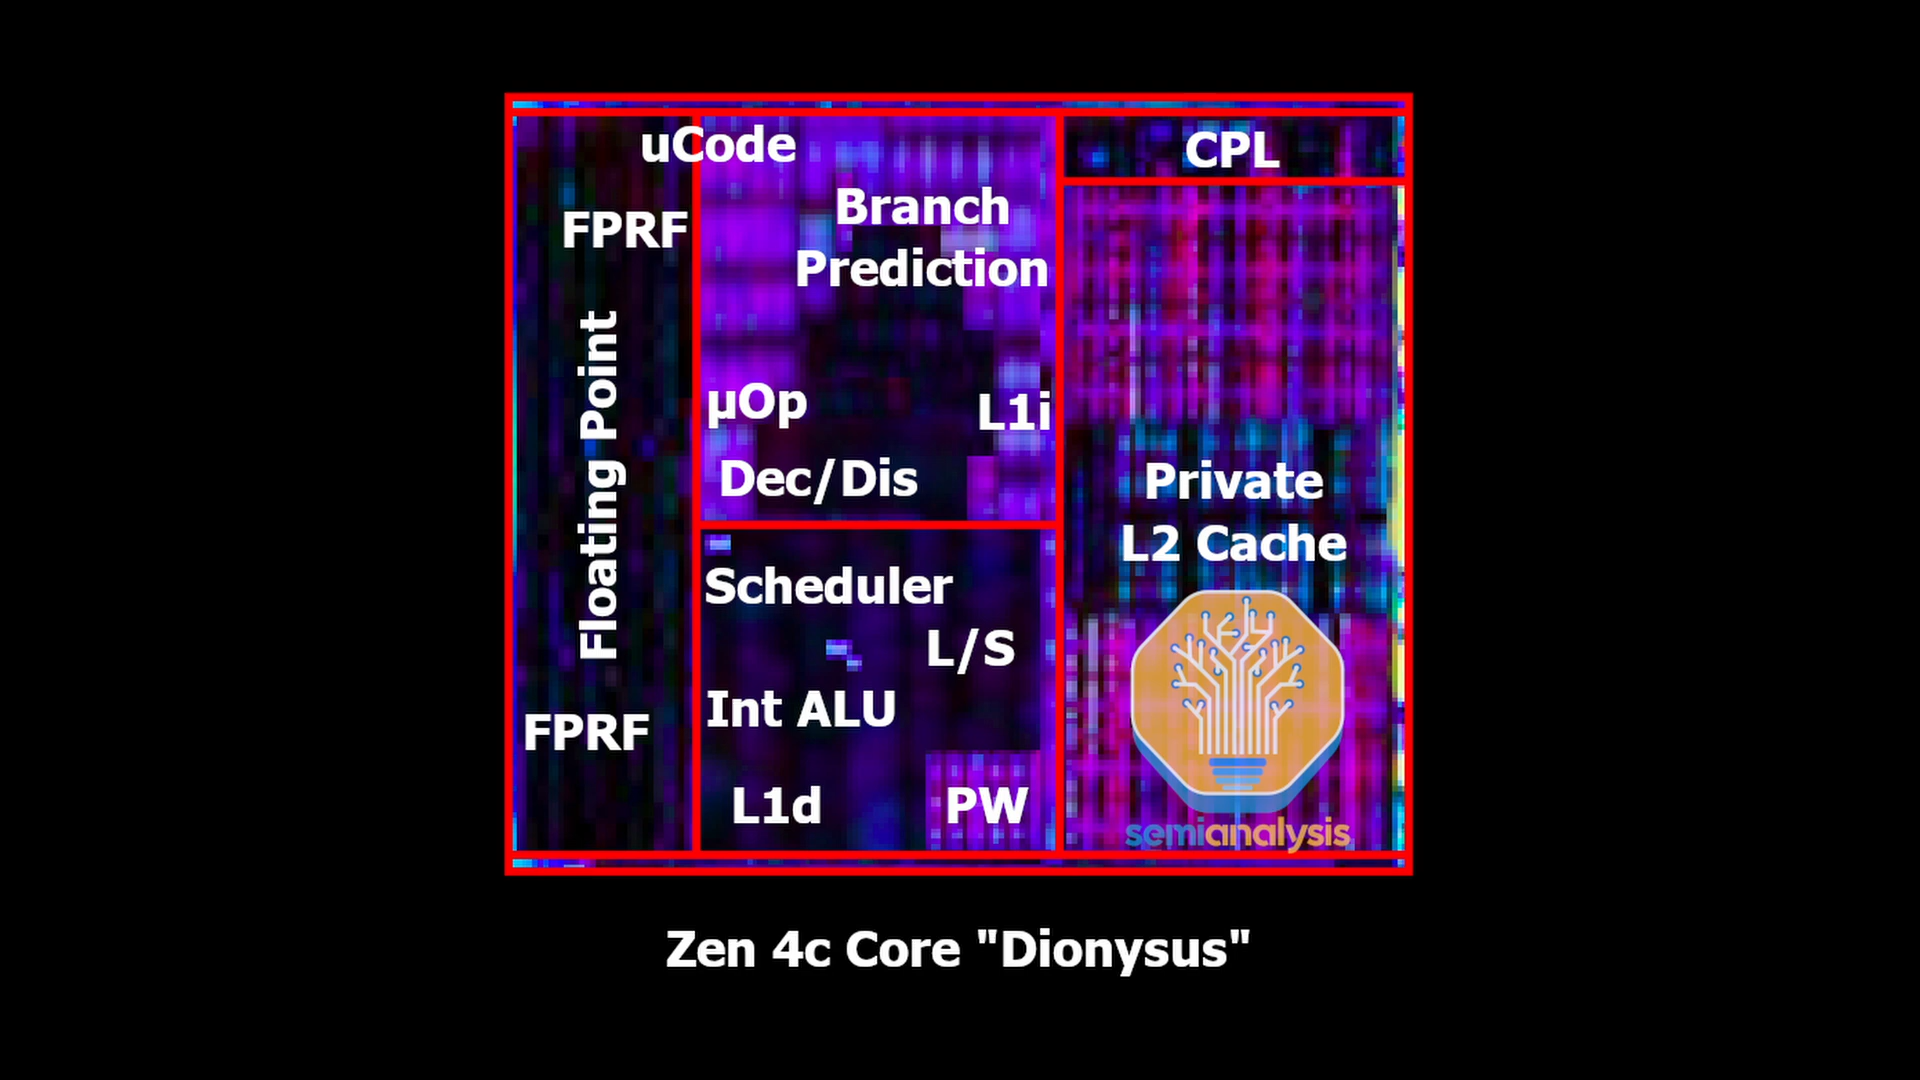 uCode
CPL
Branch
Prediction
FPRF
Floating Point
µOp
L1i
Dec/Dis
Private
L2 Cache
Scheduler
L/S
Int ALU
FPRF
L1d
PW
semianalysis
Zen 4c Core "Dionysus"